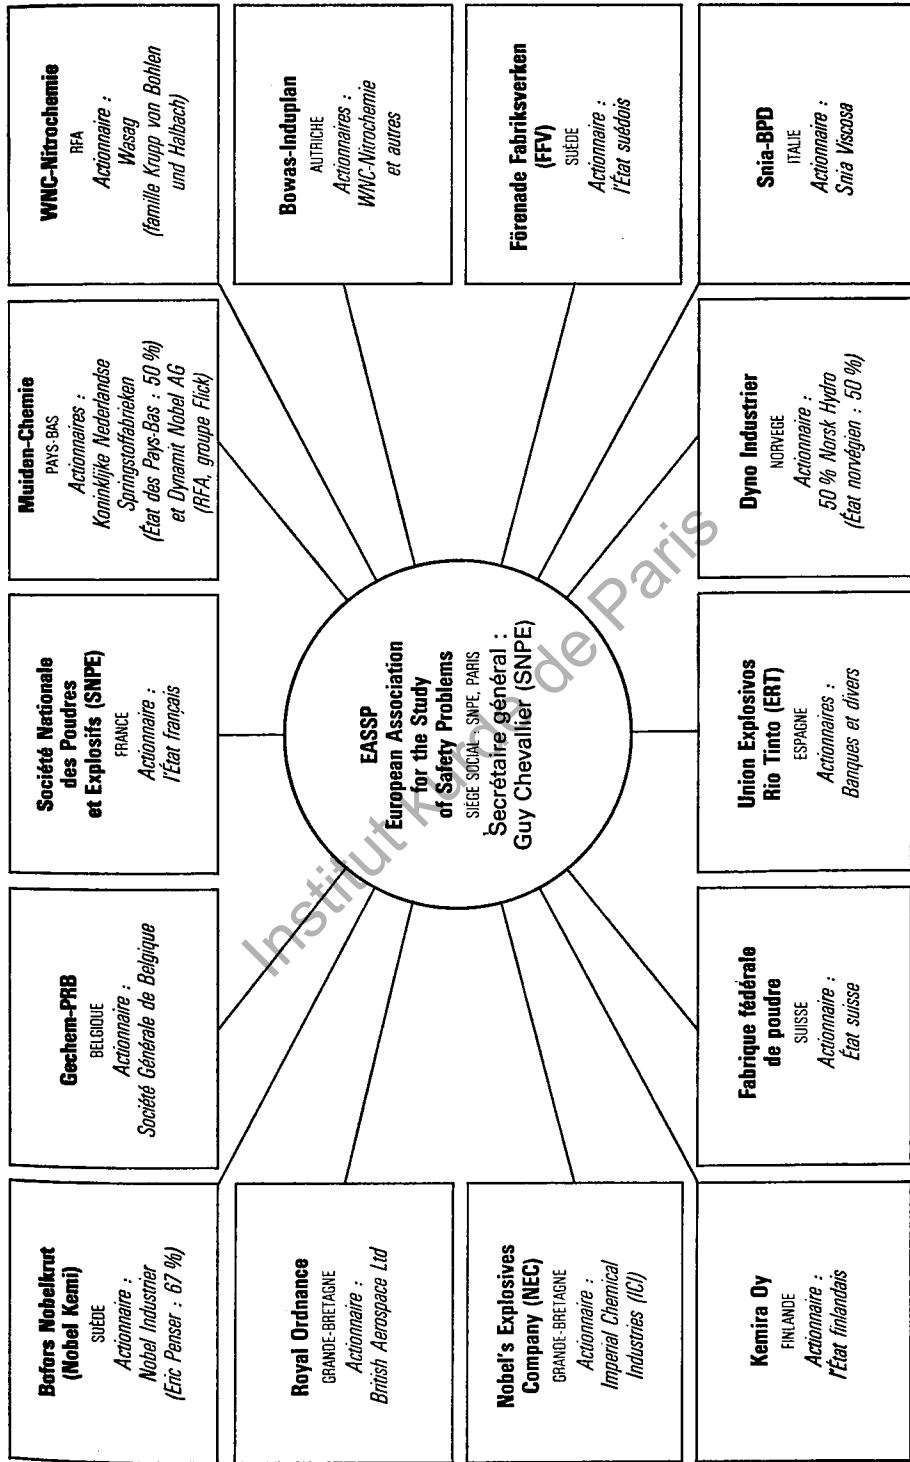 Bofors Nobelkrut
(Nobel Kemi)
SUÈDE
Actionnaire :
Nobel Industrier
(Eric Penser : 67 %)
Gechem-PRB
BELGIQUE
Actionnaire :
Société Générale de Belgique
Société Nationale
des Poudres
et Explosifs (SNPE)
FRANCE
Actionnaire :
l'État français
Muiden-Chemie
PAYS-BAS
Actionnaires :
Koninklijke Nederlandse
Springstoffabrieken
(État des Pays-Bas : 50 %)
et Dynamit Nobel AG
(RFA, groupe Flick)
WNC-Nitrochemie
RFA
Actionnaire :
Wasag
(famille Krupp von Bohlen
und Halbach)
Royal Ordnance
GRANDE-BRETAGNE
Actionnaire :
British Aerospace Ltd
Bowas-Induplan
AUTRICHE
Actionnaires :
WNC-Nitrochemie
et autres
EASSP
European Association
for the Study
of Safety Problems
SIÈGE SOCIAL : SNPE, PARIS
Secrétaire général :
Guy Chevallier (SNPE)
Nobel's Explosives
Company (NEC)
GRANDE-BRETAGNE
Actionnaire :
Imperial Chemical
Industries (ICI)
Förenade Fabriksverken
(FFV)
SUÈDE
Actionnaire :
l'État suédois
Kemira Oy
FINLANDE
Actionnaire :
l'État finlandais
Fabrique fédérale
de poudre
SUISSE
Actionnaire :
État suisse
Union Explosivos
Rio Tinto (ERT)
ESPAGNE
Actionnaires :
Banques et divers
Dyno Industrier
NORVEGE
Actionnaire :
50 % Norsk Hydro
(État norvégien : 50 %)
Snia-BPD
ITALIE
Actionnaire :
Snia Viscosa
Institut kurde de Paris